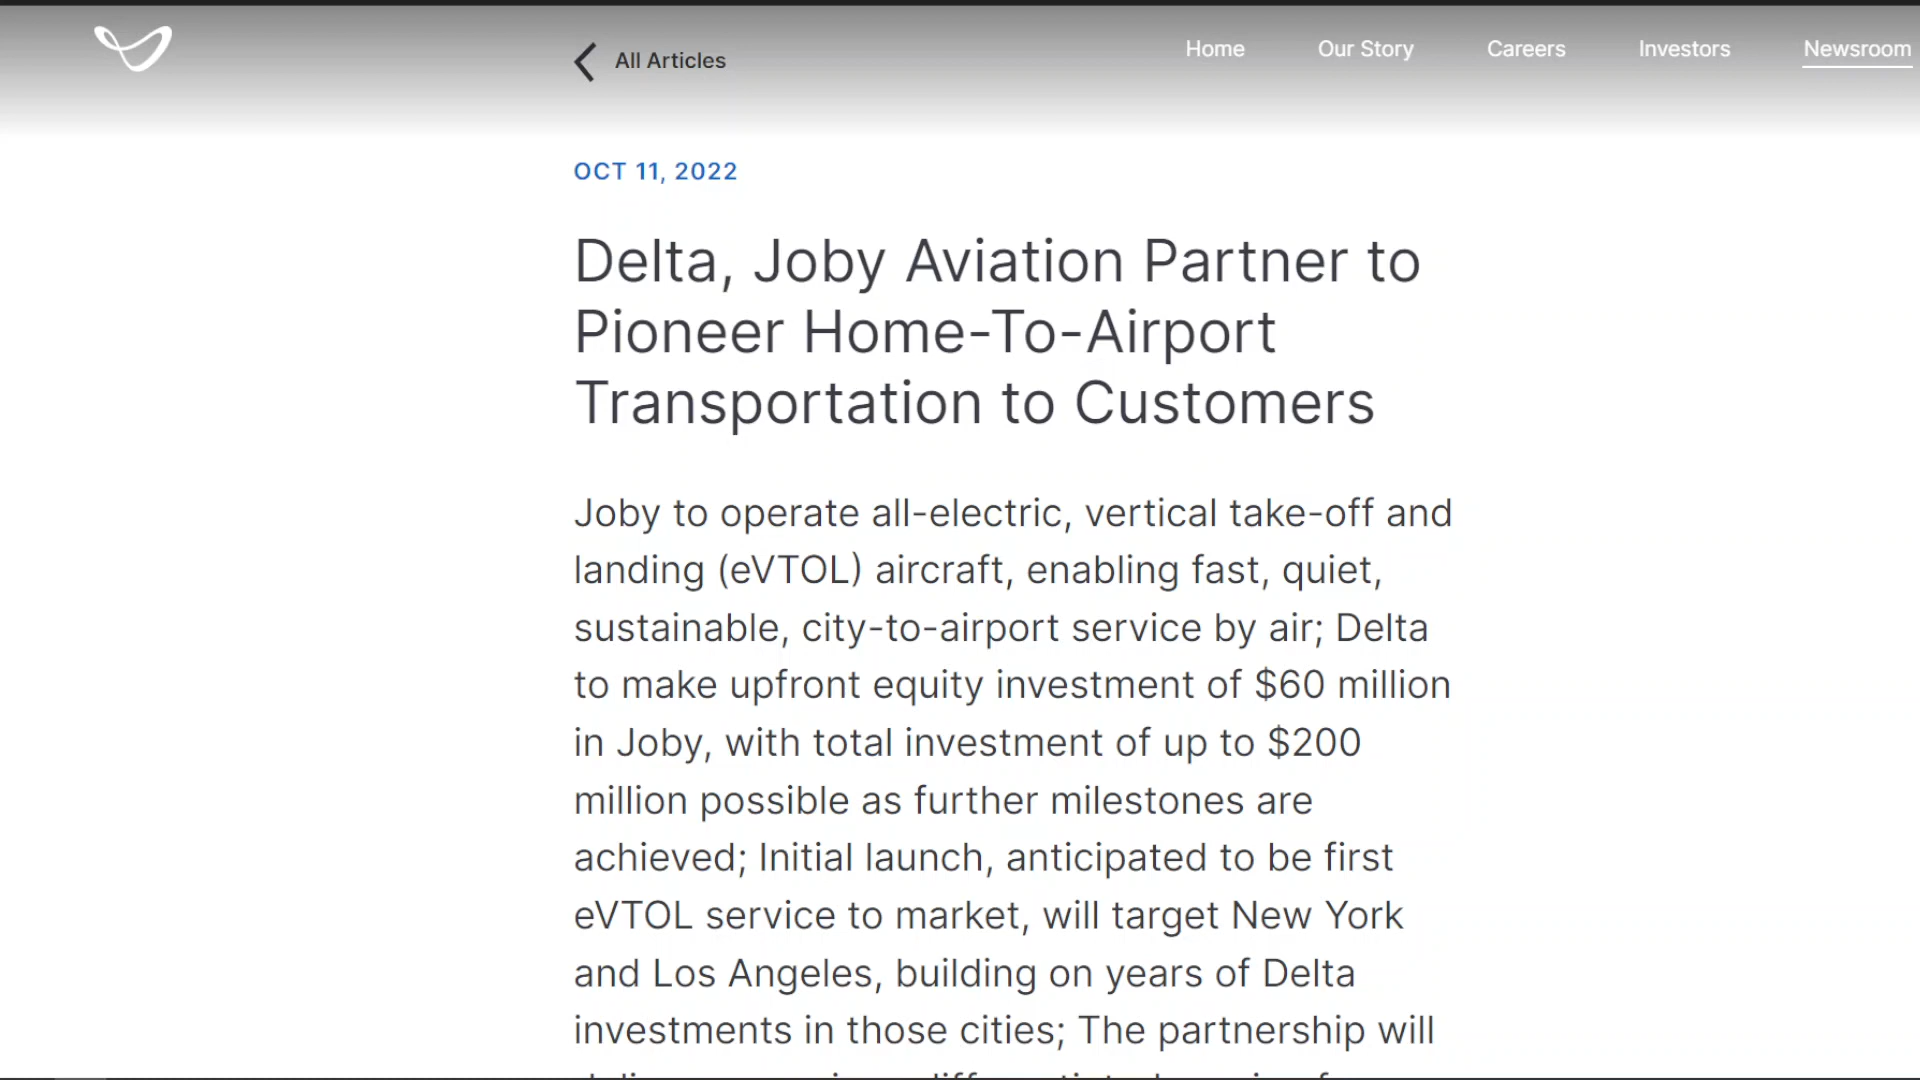 All Articles
Home
Our Story
Careers
Investors
Newsroom
OCT 11, 2022
Delta, Joby Aviation Partner to
Pioneer Home-To-Airport
Transportation to Customers
Joby to operate all-electric, vertical take-off and
landing (eVTOL) aircraft, enabling fast, quiet,
sustainable, city-to-airport service by air; Delta
to make upfront equity investment of $60 million
in Joby, with total investment of up to $200
million possible as further milestones are
achieved; Initial launch, anticipated to be first
eVTOL service to market, will target New York
and Los Angeles, building on years of Delta
investments in those cities; The partnership will